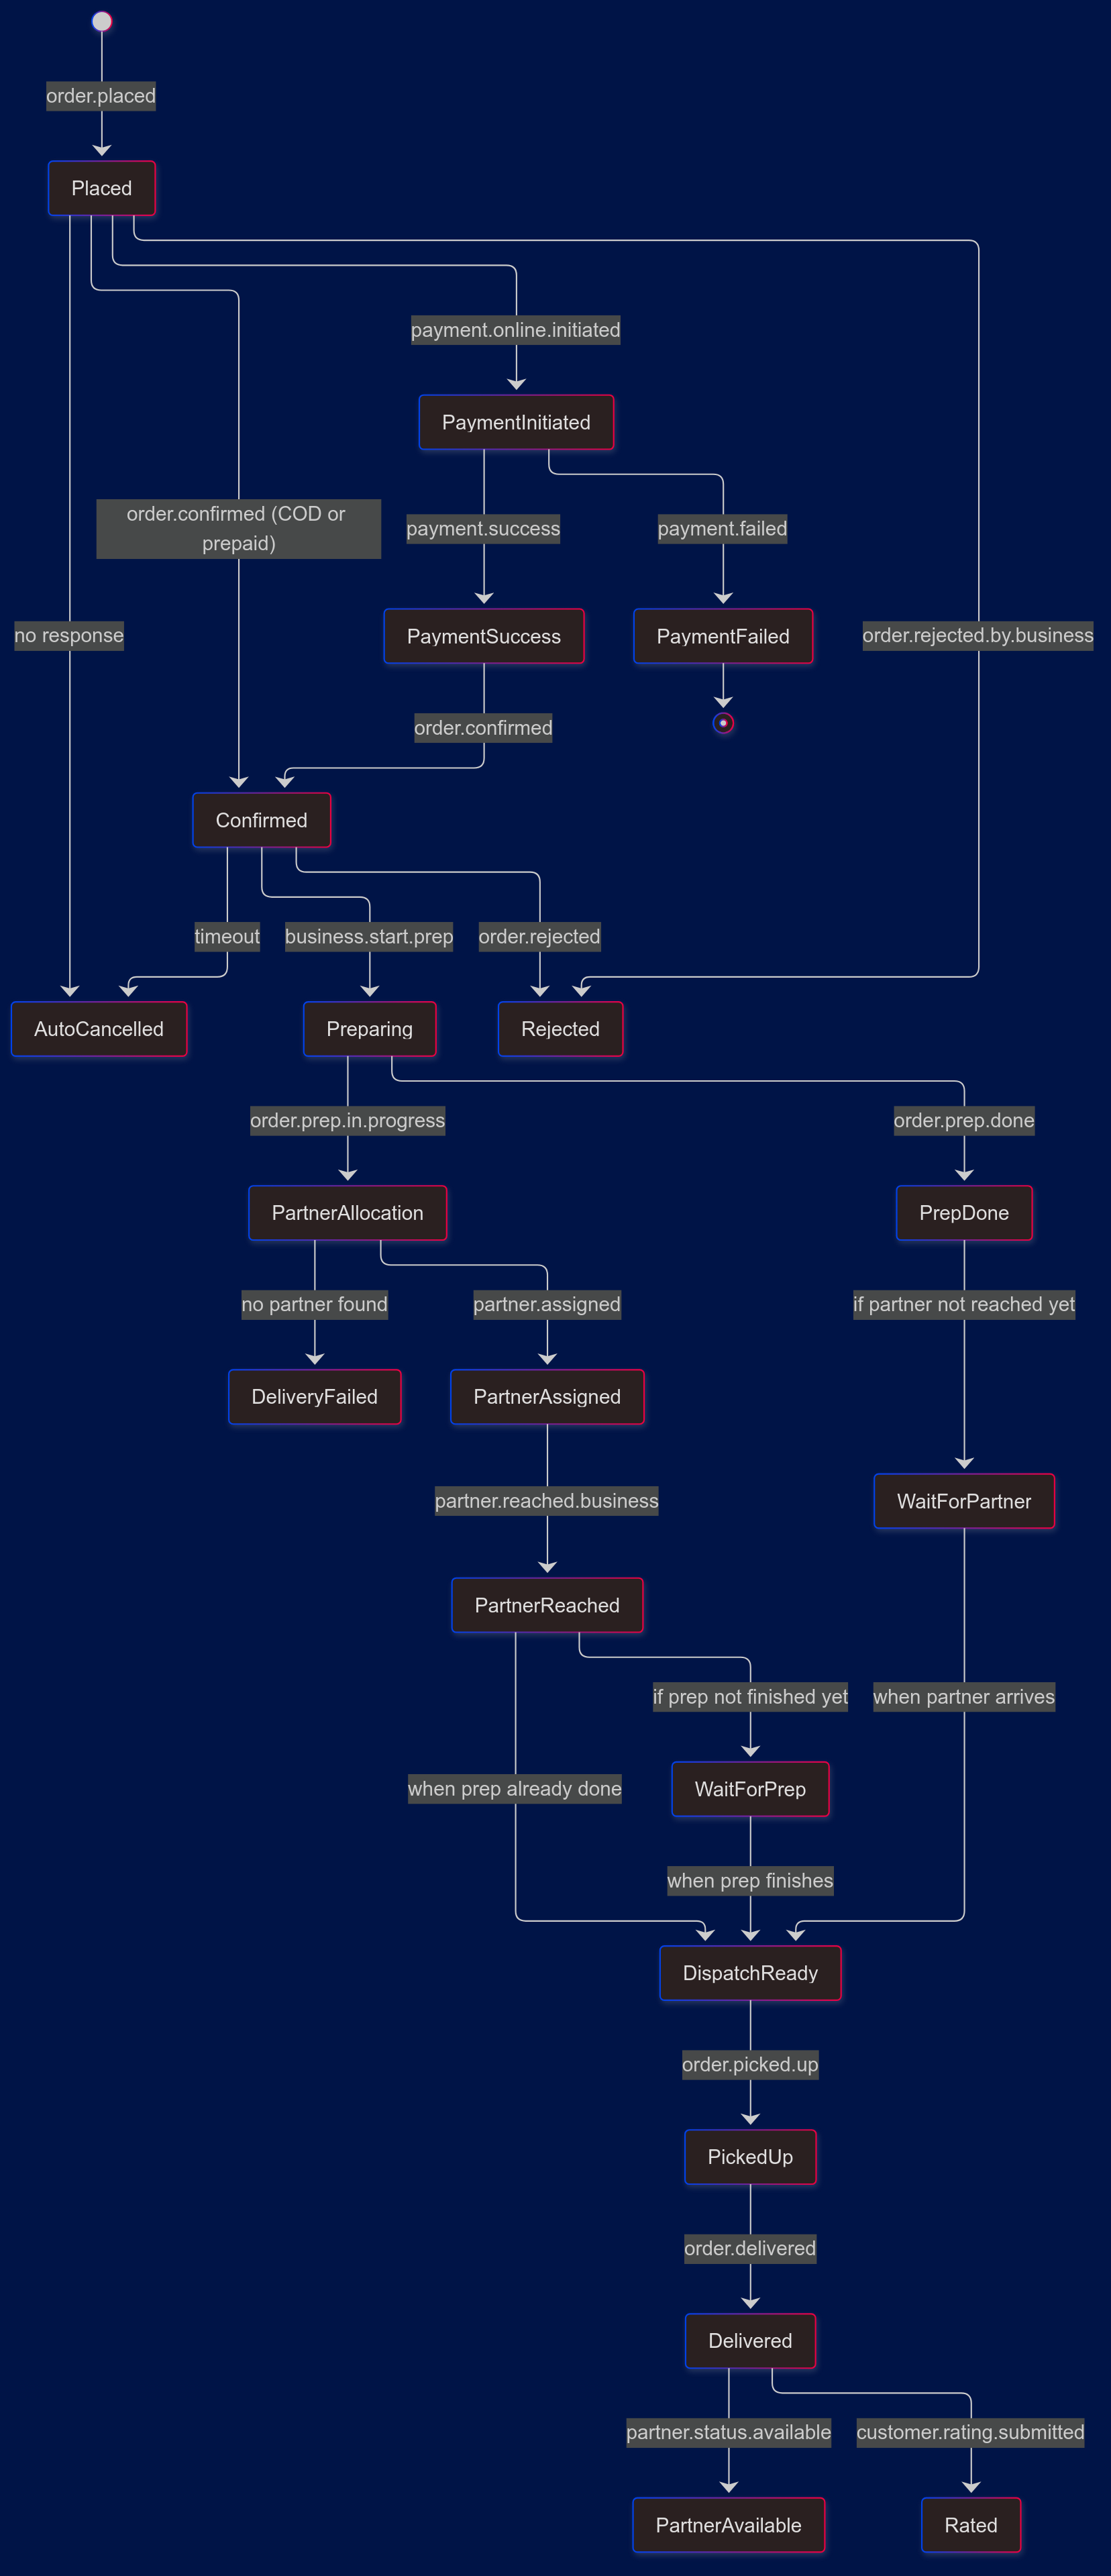 order.placed
Placed
payment.online.initiated
PaymentInitiated
order.confirmed (COD or
prepaid)
payment.success
payment.failed
no response
PaymentSuccess
PaymentFailed
order.rejected.by.business
order.confirmed
Confirmed
timeout
business.start.prep
order.rejected
AutoCancelled
Preparing
Rejected
order.prep.in.progress
order.prep.done
PartnerAllocation
PrepDone
no partner found
partner.assigned
if partner not reached yet
DeliveryFailed
PartnerAssigned
partner.reached.business
WaitForPartner
PartnerReached
if prep not finished yet
when partner arrives
when prep already done
WaitForPrep
when prep finishes
DispatchReady
order.picked.up
PickedUp
order.delivered
Delivered
partner.status.available
customer.rating.submitted
PartnerAvailable
Rated